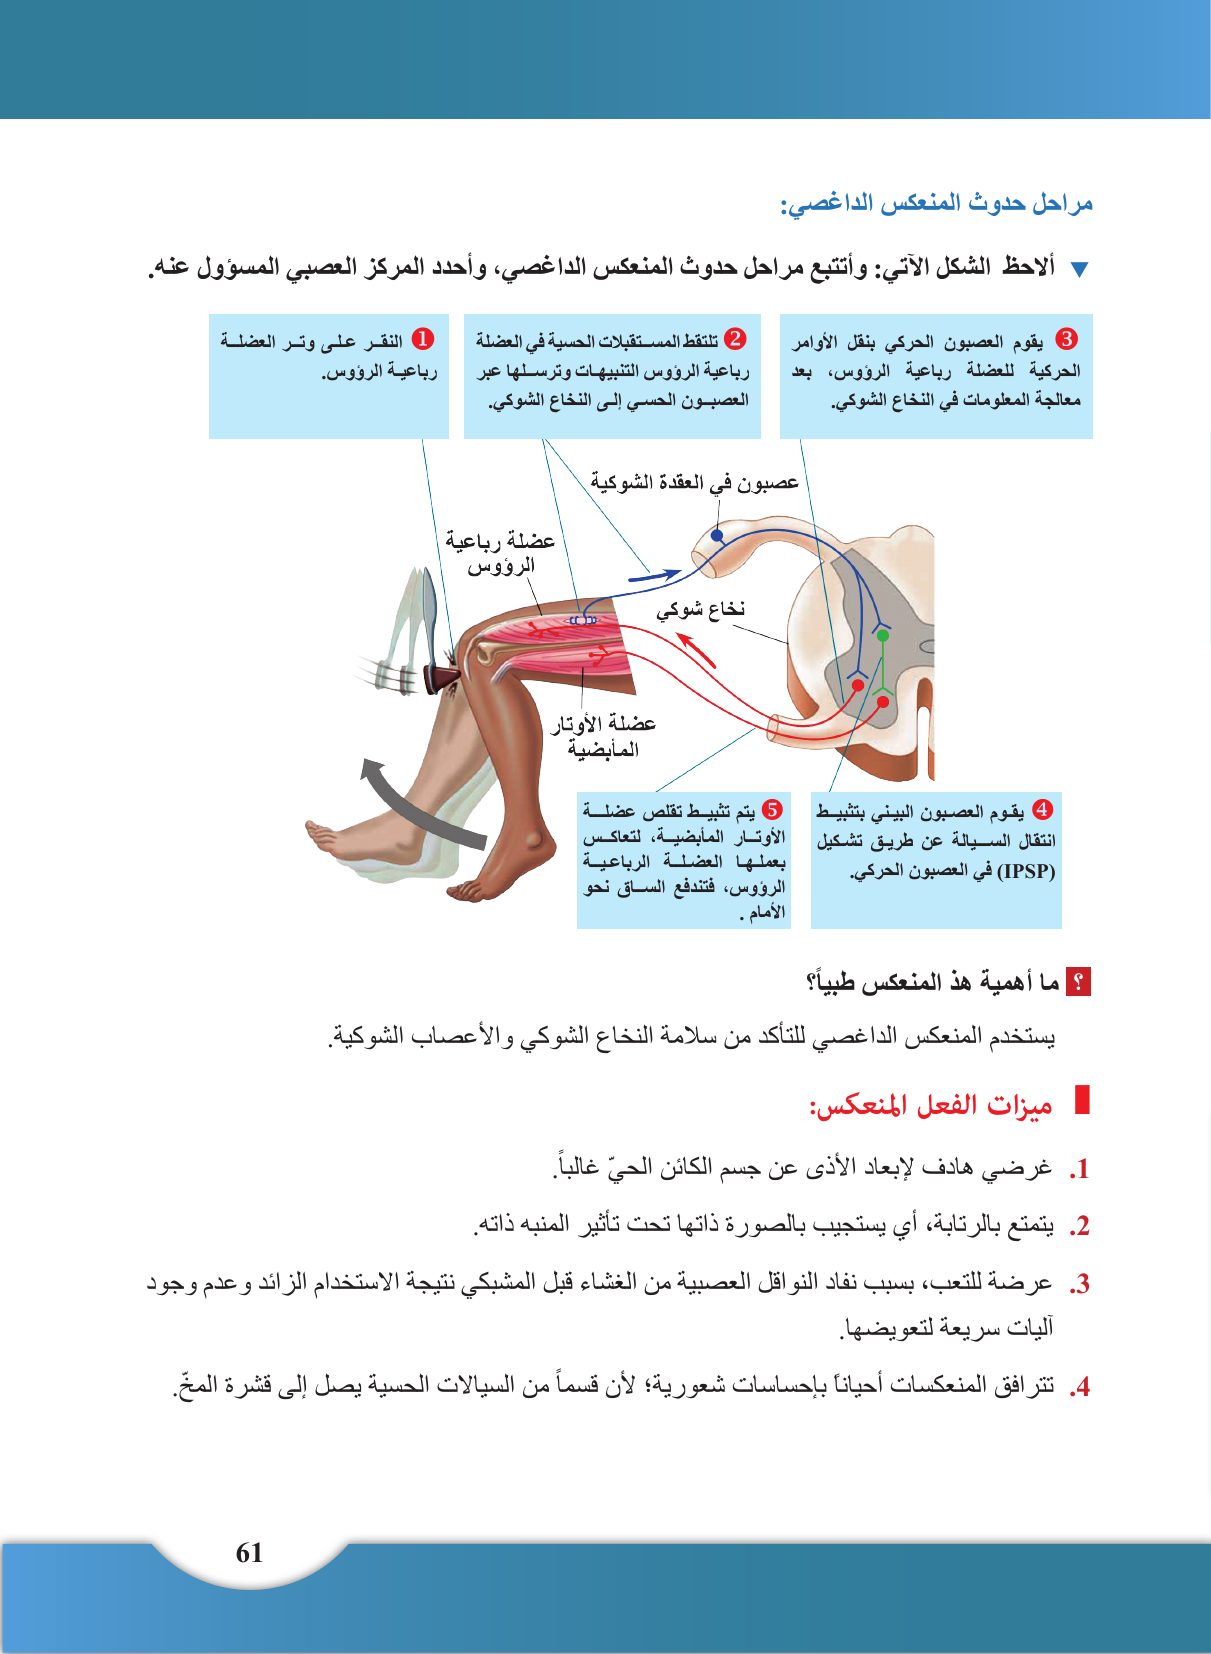 مراحل حدوث المنعكس الداغصي:
▼ ألاحظ الشكل الآتي: وأتتبع مراحل حدوث المنعكس الداغصي، وأحدد المركز العصبي المسؤول عنه.
1 النقر على وتر العضلة
رباعية الرؤوس.
2 تلتقط المستقبلات الحسية في العضلة
رباعية الرؤوس التنبيهات وترسلها عبر
العصبون الحسي إلى النخاع الشوكي.
3 يقوم العصبون الحركي بنقل الأوامر
الحركية للعضلة رباعية الرؤوس، بعد
معالجة المعلومات في النخاع الشوكي.
عصبون في العقدة الشوكية
عضلة رباعية
الرؤوس
نخاع شوكي
عضلة الأوتار
المأبضية
4 يقوم العصبون البيني بتثبيط
انتقال السيالة عن طريق تشكيل
(IPSP) في العصبون الحركي.
5 يتم تثبيط تقلص عضلة
الأوتار المأبضية، لتعاكس
بعملها العضلة الرباعية
الرؤوس، فتندفع الساق نحو
الأمام .
؟ ما أهمية هذ المنعكس طبياً؟
يستخدم المنعكس الداغصي للتأكد من سلامة النخاع الشوكي والأعصاب الشوكية.
ميزات الفعل المنعكس:
1. غرضي هادف لإبعاد الأذى عن جسم الكائن الحيّ غالباً.
2. يتمتع بالرتابة، أي يستجيب بالصورة ذاتها تحت تأثير المنبه ذاته.
3. عرضة للتعب، بسبب نفاد النواقل العصبية من الغشاء قبل المشبكي نتيجة الاستخدام الزائد وعدم وجود
آليات سريعة لتعويضها.
4. تترافق المنعكسات أحياناً بإحساسات شعورية؛ لأن قسماً من السيالات الحسية يصل إلى قشرة المخّ.
61